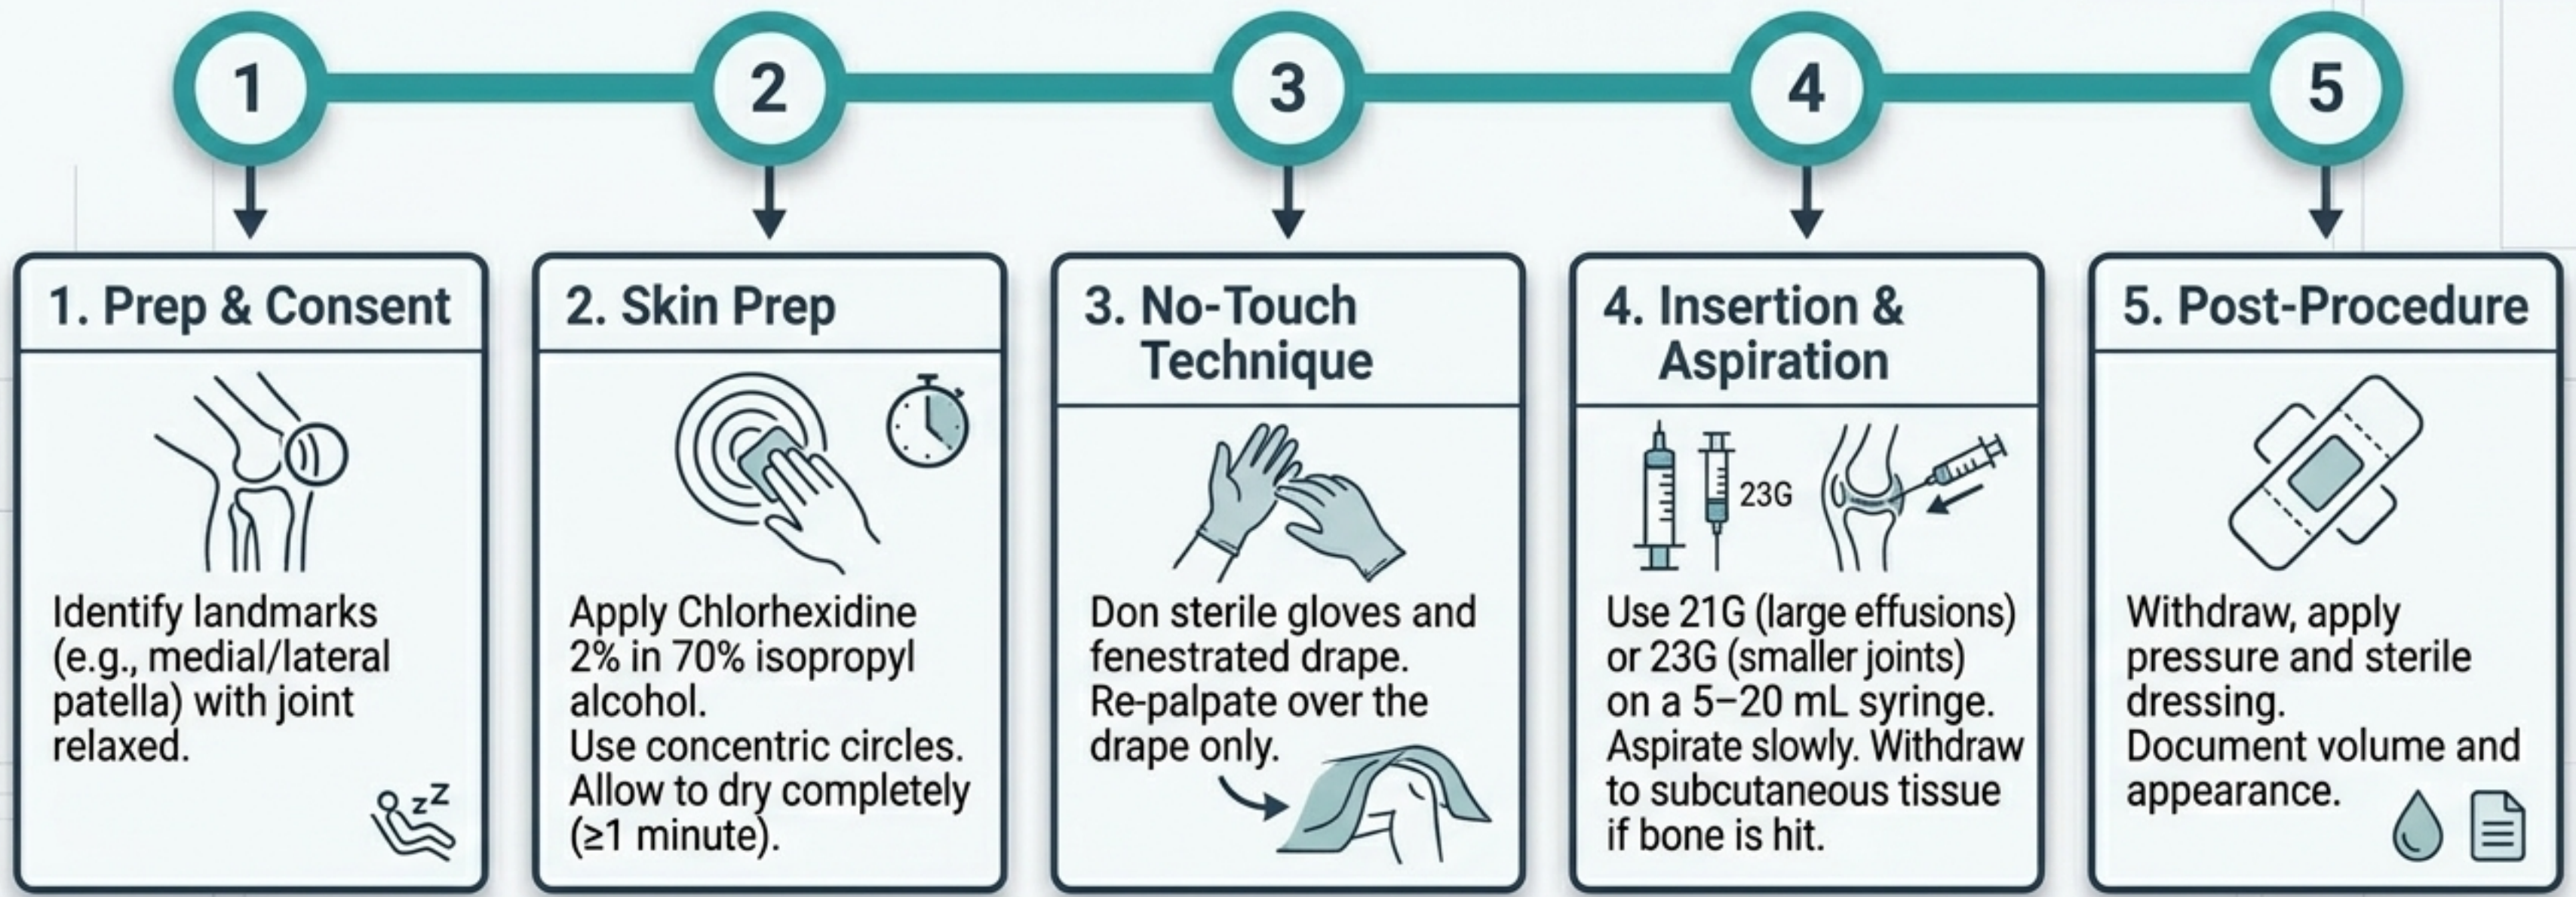 1
2
3
4
5
1. Prep & Consent
Identify landmarks
(e.g., medial/lateral
patella) with joint
relaxed.
zZ
2. Skin Prep
Apply Chlorhexidine
2% in 70% isopropyl
alcohol.
Use concentric circles.
Allow to dry completely
(≥1 minute).
3. No-Touch
Technique
Don sterile gloves and
fenestrated drape.
Re-palpate over the
drape only.
4. Insertion &
Aspiration
23G
Use 21G (large effusions)
or 23G (smaller joints)
on a 5–20 mL syringe.
Aspirate slowly. Withdraw
to subcutaneous tissue
if bone is hit.
5. Post-Procedure
Withdraw, apply
pressure and sterile
dressing.
Document volume and
appearance.